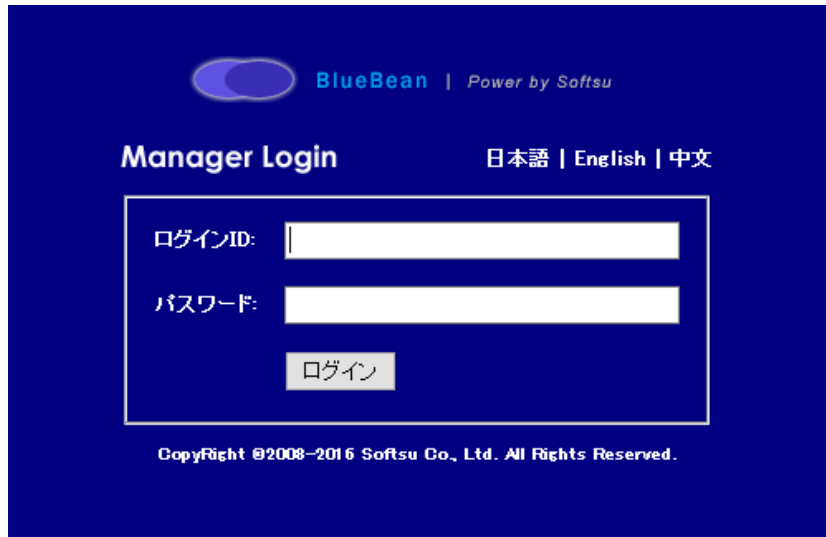 BlueBean | Power by Softsu
Manager Login 日本語 | English | 中文
ログインID:
パスワード:
ログイン
CopyRight ©2008-2016 Softsu Co., Ltd. All Rights Reserved.